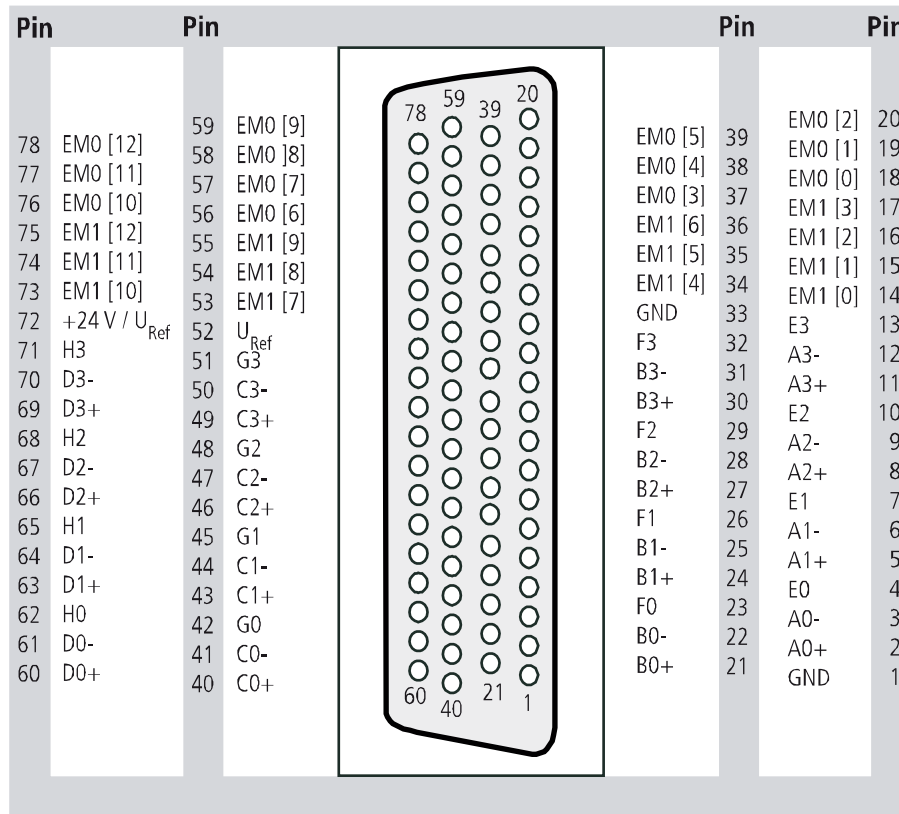 Pin Pin Pin Pin
78 EM0 [12]
77 EM0 [11]
76 EM0 [10]
75 EM1 [12]
74 EM1 [11]
73 EM1 [10]
72 +24 V / URef
71 H3
70 D3-
69 D3+
68 H2
67 D2-
66 D2+
65 H1
64 D1-
63 D1+
62 H0
61 D0-
60 D0+
59 EM0 [9]
58 EM0 ]8]
57 EM0 [7]
56 EM0 [6]
55 EM1 [9]
54 EM1 [8]
53 EM1 [7]
52 URef
51 G3
50 C3-
49 C3+
48 G2
47 C2-
46 C2+
45 G1
44 C1-
43 C1+
42 G0
41 C0-
40 C0+
78 59 39 20
60 40 21 1
EM0 [5] 39
EM0 [4] 38
EM0 [3] 37
EM1 [6] 36
EM1 [5] 35
EM1 [4] 34
GND 33
F3 32
B3- 31
B3+ 30
F2 29
B2- 28
B2+ 27
F1 26
B1- 25
B1+ 24
F0 23
B0- 22
B0+ 21
EM0 [2] 20
EM0 [1] 19
EM0 [0] 18
EM1 [3] 17
EM1 [2] 16
EM1 [1] 15
EM1 [0] 14
E3 13
A3- 12
A3+ 11
E2 10
A2- 9
A2+ 8
E1 7
A1- 6
A1+ 5
E0 4
A0- 3
A0+ 2
GND 1